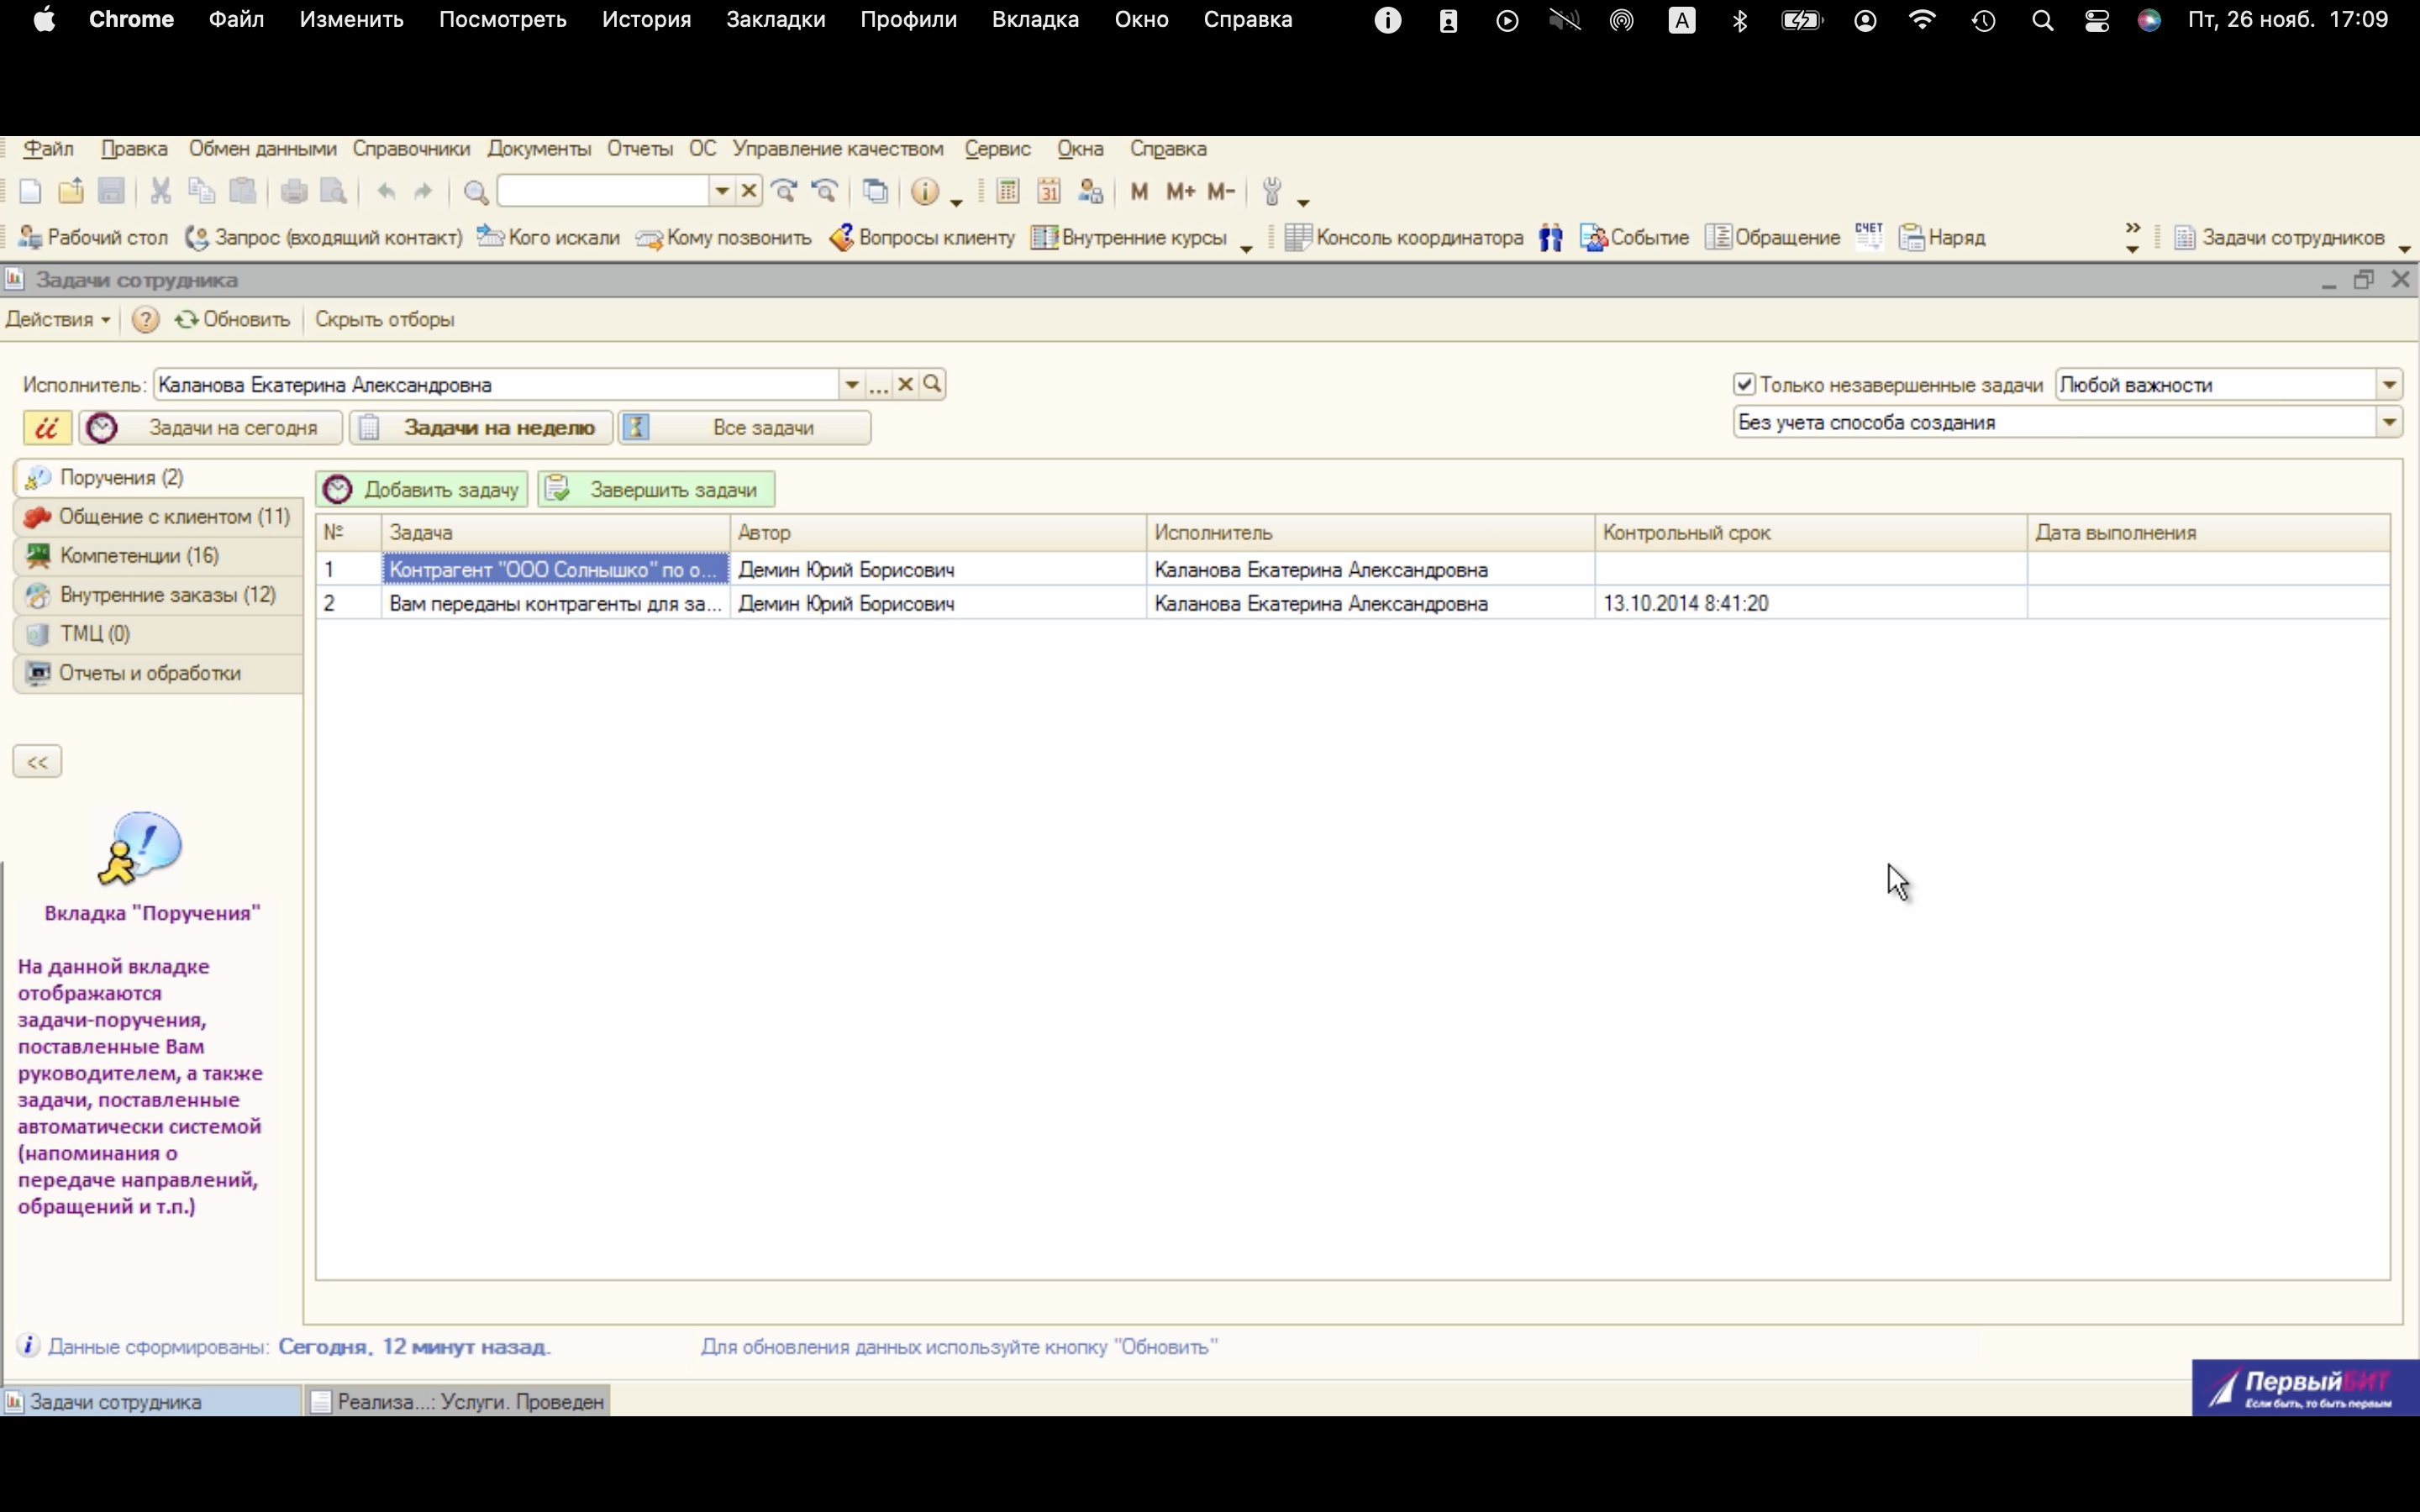 Chrome Файл Изменить Посмотреть История Закладки Профили Вкладка Окно Справка A Пт, 26 нояб. 17:09
Файл Правка Обмен данными Справочники Документы Отчеты ОС Управление качеством Сервис Окна Справка
31 M M+ M-
Рабочий стол Запрос (входящий контакт) Кого искали Кому позвонить Вопросы клиенту Внутренние курсы Консоль координатора Событие Обращение СЧЕТ Наряд » Задачи сотрудников
Задачи сотрудника
Действия ? Обновить Скрыть отборы
Исполнитель: Каланова Екатерина Александровна ... Только незавершенные задачи Любой важности
Задачи на сегодня Задачи на неделю Все задачи Без учета способа создания
Поручения (2)
Общение с клиентом (11)
Компетенции (16)
Внутренние заказы (12)
ТМЦ (0)
Отчеты и обработки
<<
Добавить задачу Завершить задачи
№ Задача Автор Исполнитель Контрольный срок Дата выполнения
1 Контрагент "ООО Солнышко" по о... Демин Юрий Борисович Каланова Екатерина Александровна
2 Вам переданы контрагенты для за... Демин Юрий Борисович Каланова Екатерина Александровна 13.10.2014 8:41:20
Вкладка "Поручения"
На данной вкладке
отображаются
задачи-поручения,
поставленные Вам
руководителем, а также
задачи, поставленные
автоматически системой
(напоминания о
передаче направлений,
обращений и т.п.)
Данные сформированы: Сегодня, 12 минут назад. Для обновления данных используйте кнопку "Обновить"
Задачи сотрудника Реализа...: Услуги. Проведен
ПервыйБИТ
Если быть, то быть первым